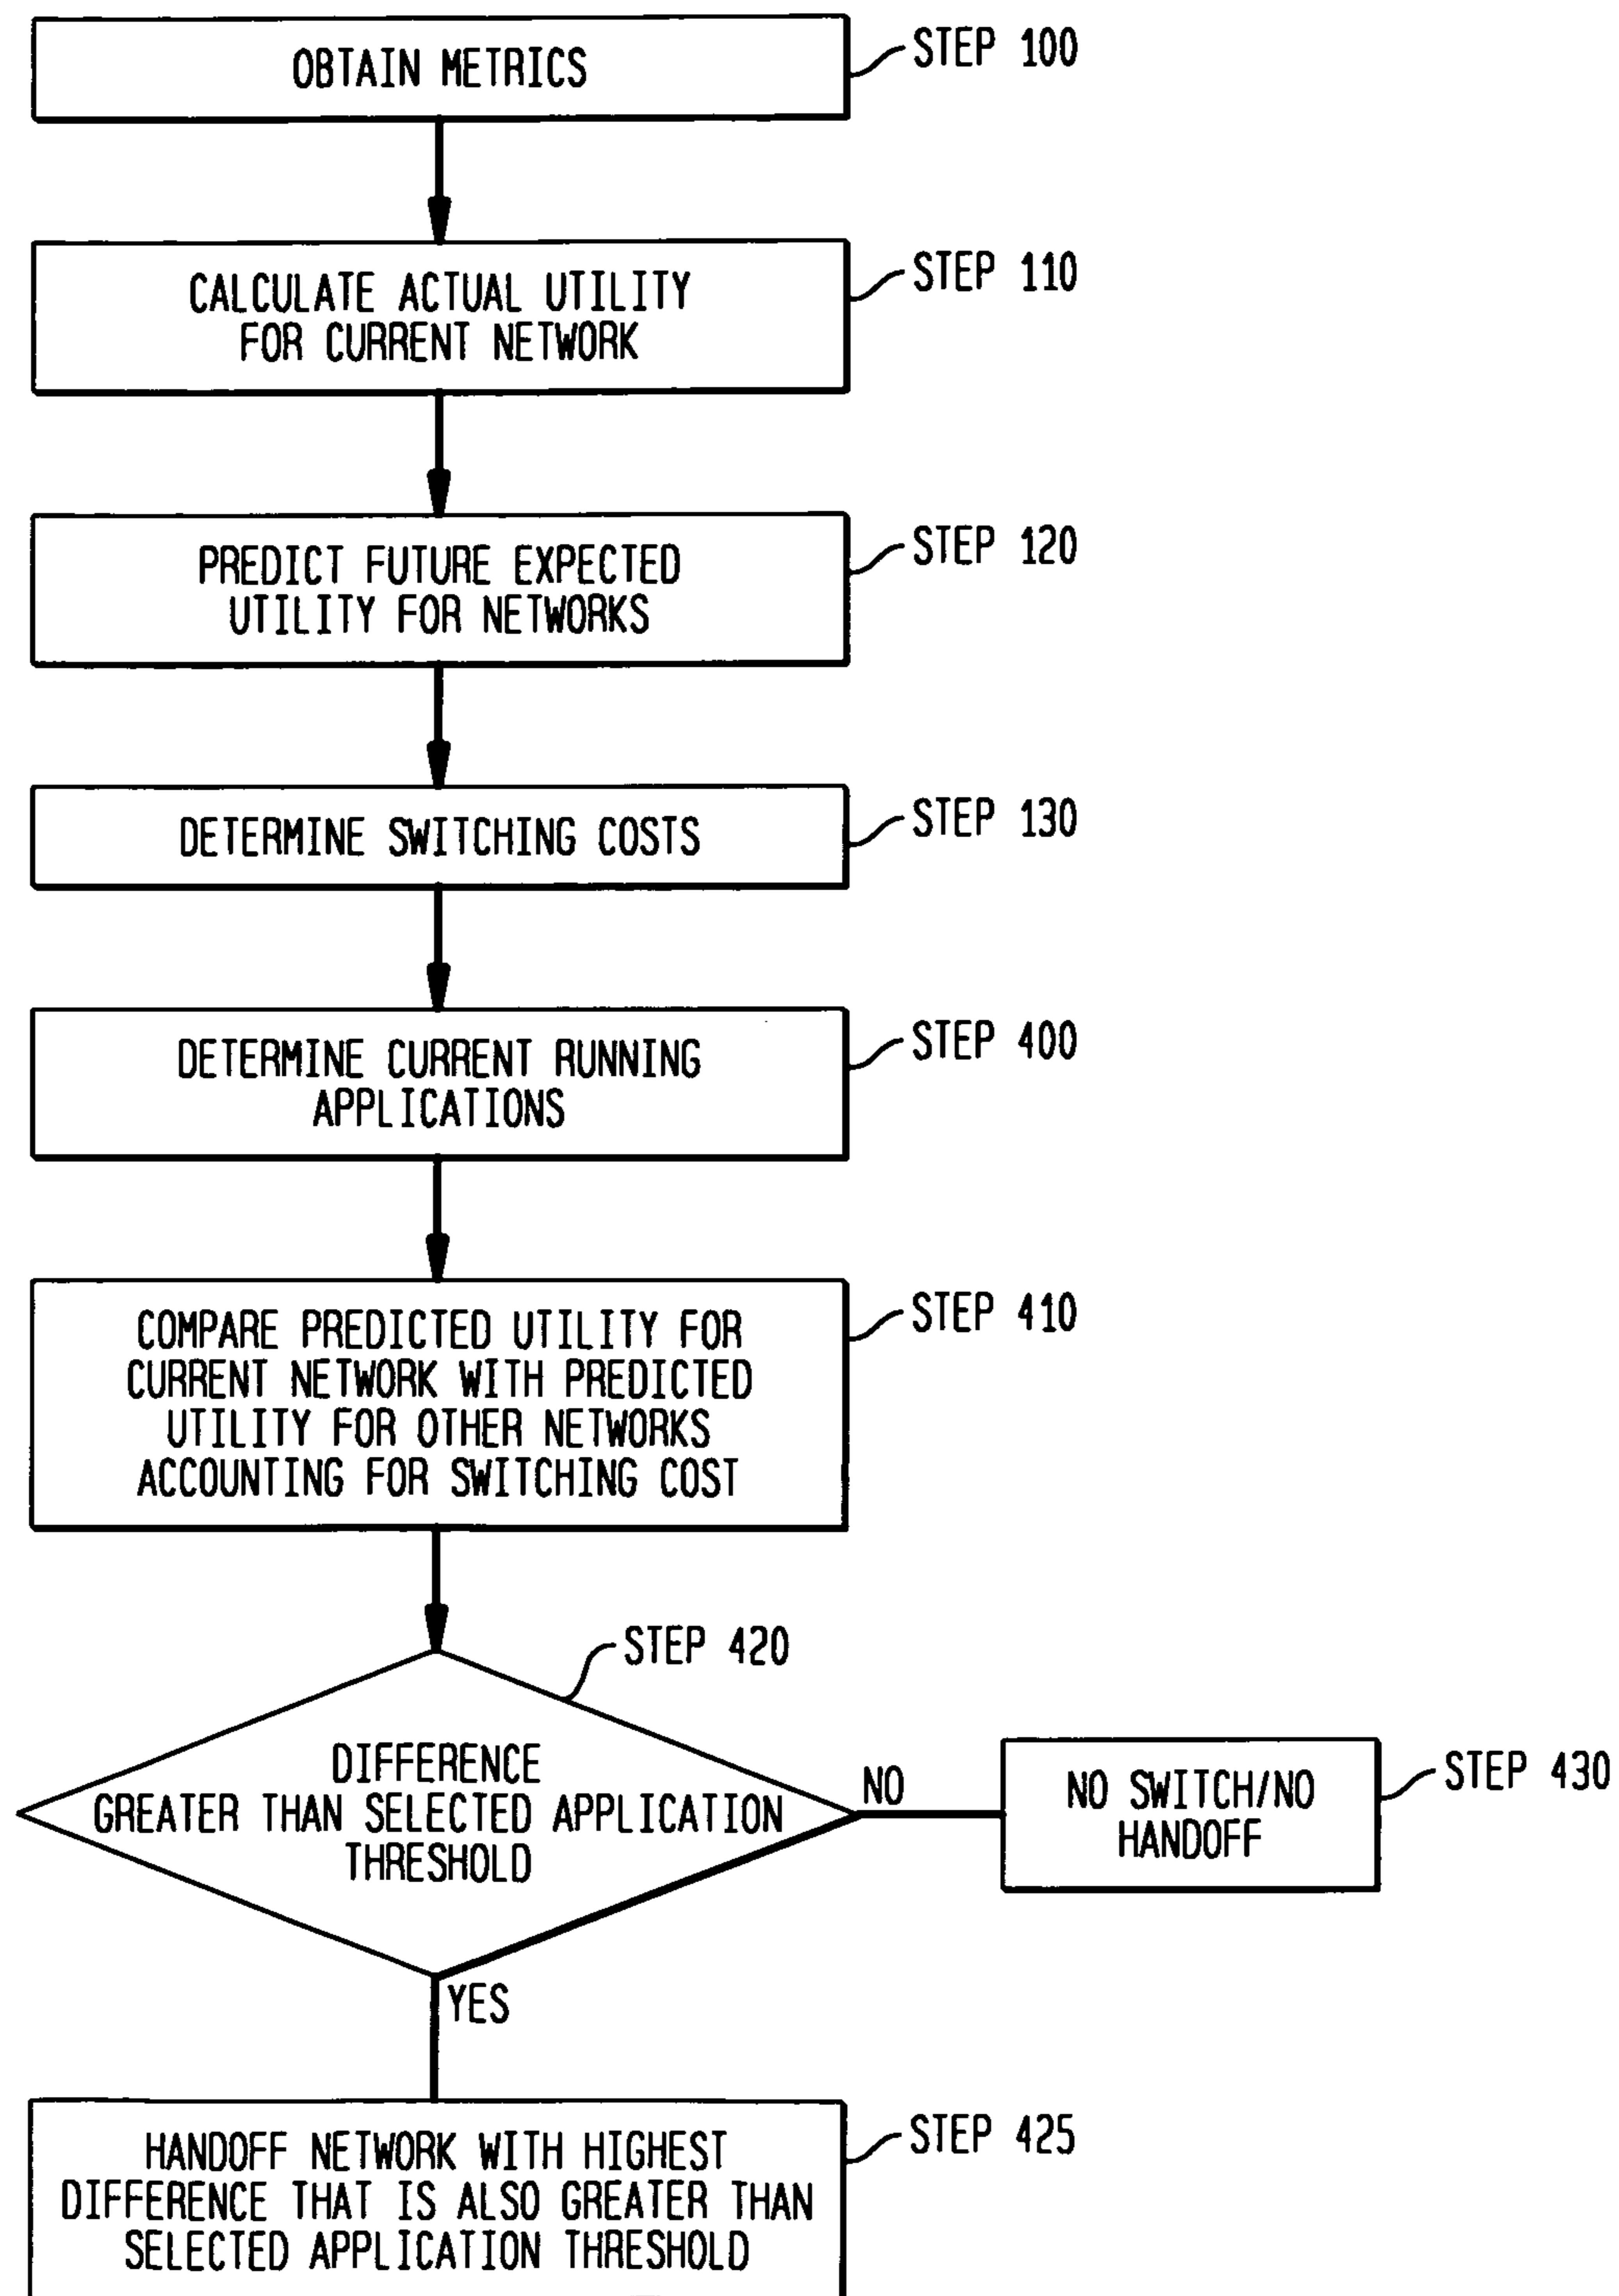 OBTAIN METRICS
STEP 100
CALCULATE ACTUAL UTILITY
FOR CURRENT NETWORK
STEP 110
PREDICT FUTURE EXPECTED
UTILITY FOR NETWORKS
STEP 120
DETERMINE SWITCHING COSTS
STEP 130
DETERMINE CURRENT RUNNING
APPLICATIONS
STEP 400
COMPARE PREDICTED UTILITY FOR
CURRENT NETWORK WITH PREDICTED
UTILITY FOR OTHER NETWORKS
ACCOUNTING FOR SWITCHING COST
STEP 410
STEP 420
DIFFERENCE
GREATER THAN SELECTED APPLICATION
THRESHOLD
NO
NO SWITCH/NO
HANDOFF
STEP 430
YES
HANDOFF NETWORK WITH HIGHEST
DIFFERENCE THAT IS ALSO GREATER THAN
SELECTED APPLICATION THRESHOLD
STEP 425